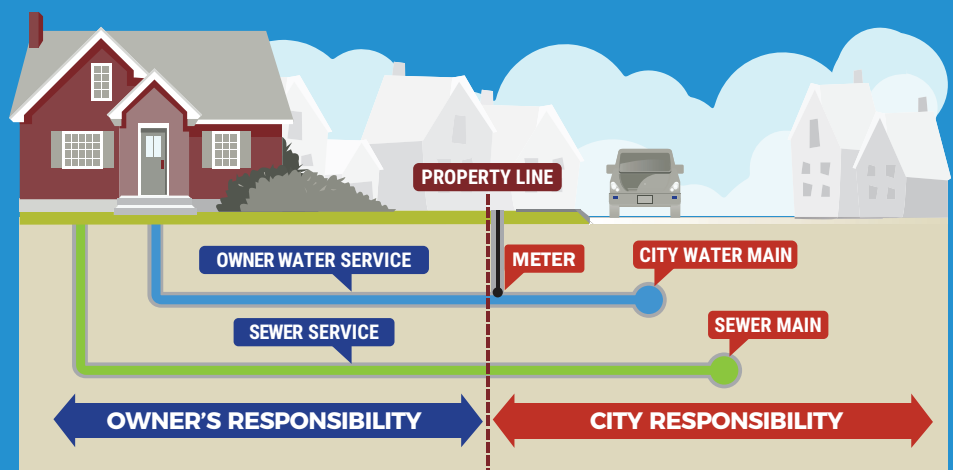 PROPERTY LINE
OWNER WATER SERVICE
METER
CITY WATER MAIN
SEWER SERVICE
SEWER MAIN
OWNER'S RESPONSIBILITY
CITY RESPONSIBILITY